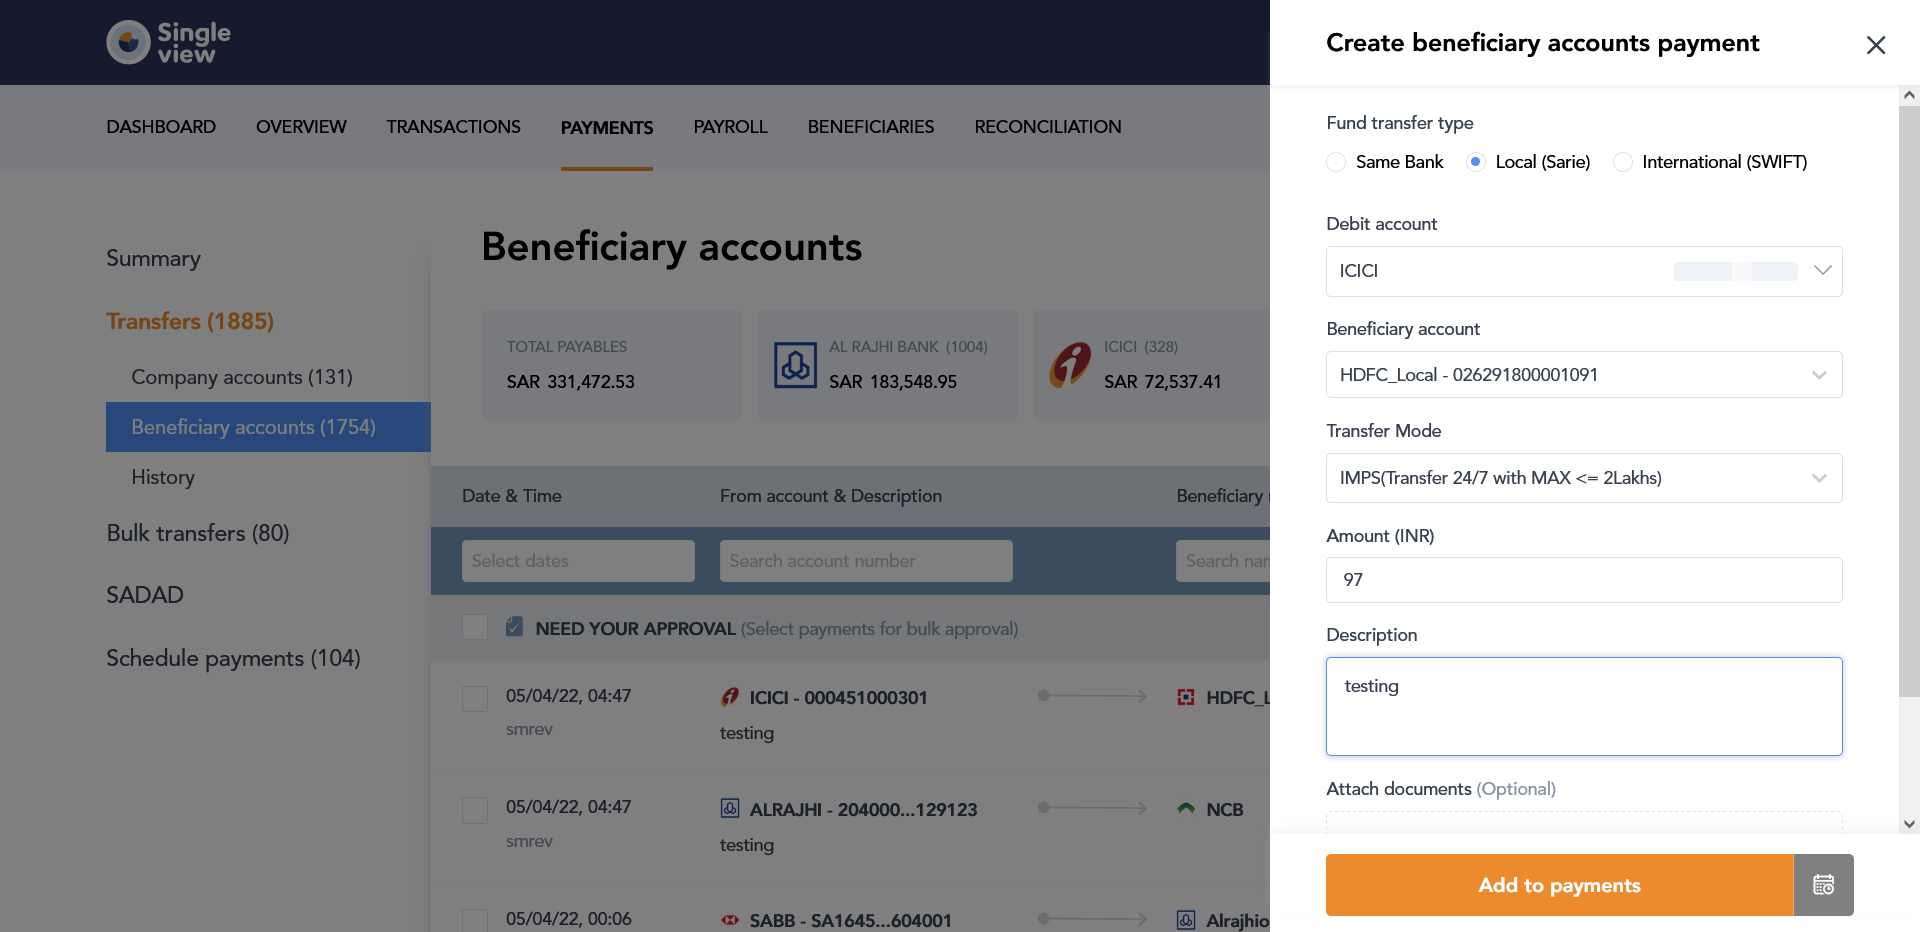 Single
view
DASHBOARD OVERVIEW TRANSACTIONS PAYMENTS PAYROLL BENEFICIARIES RECONCILIATION
Summary
Transfers (1885)
Company accounts (131)
Beneficiary accounts (1754)
History
Bulk transfers (80)
SADAD
Schedule payments (104)
Beneficiary accounts
TOTAL PAYABLES
SAR 331,472.53
AL RAJHI BANK (1004)
SAR 183,548.95
ICICI (328)
SAR 72,537.41
Date & Time From account & Description Beneficiary
Select dates Search account number Search
NEED YOUR APPROVAL (Select payments for bulk approval)
05/04/22, 04:47 ICICI - 000451000301 HDFC_L
smrev testing
05/04/22, 04:47 ALRAJHI - 204000...129123 NCB
smrev testing
05/04/22, 00:06 SABB - SA1645...604001 Alrajhio
Create beneficiary accounts payment
Fund transfer type
Same Bank Local (Sarie) International (SWIFT)
Debit account
ICICI
Beneficiary account
HDFC_Local - 026291800001091
Transfer Mode
IMPS(Transfer 24/7 with MAX <= 2Lakhs)
Amount (INR)
97
Description
testing
Attach documents (Optional)
Add to payments